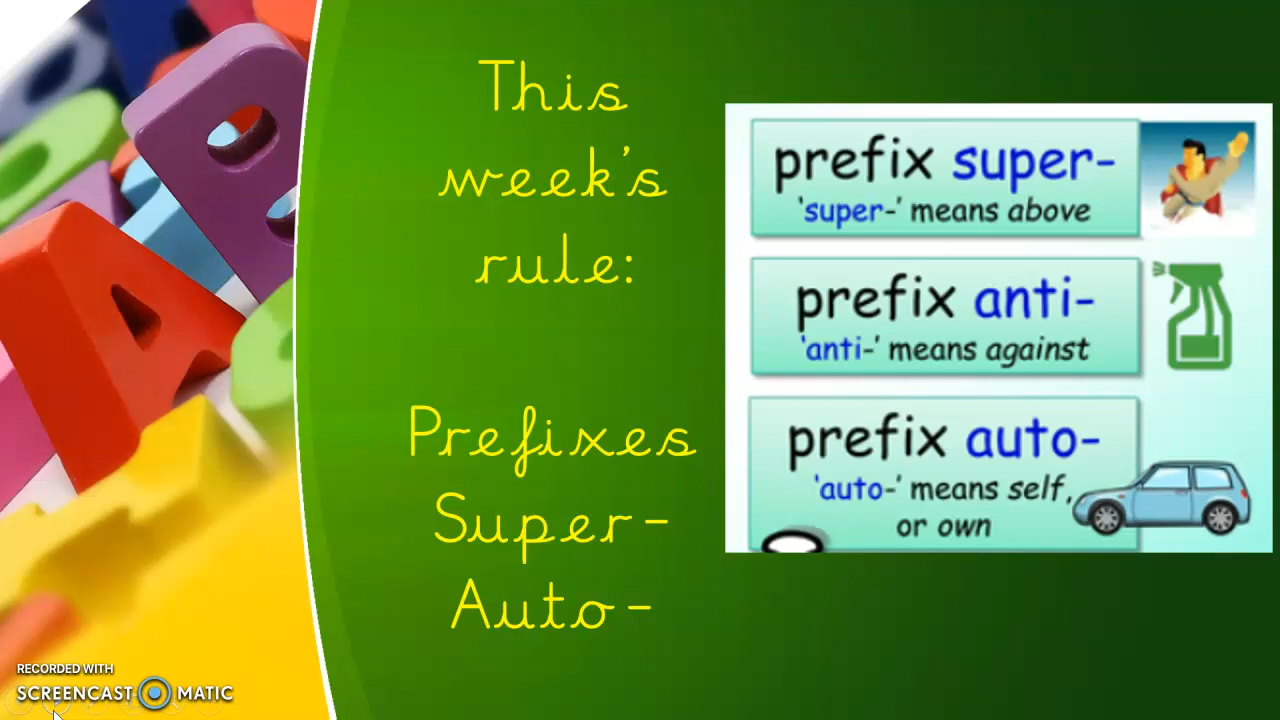 This
week's
rule:
Prefixes
Super-
Auto-
prefix super-
'super-' means above
prefix anti-
'anti-' means against
prefix auto-
'auto-' means self,
or own
A
B
RECORDED WITH
SCREENCAST MATIC